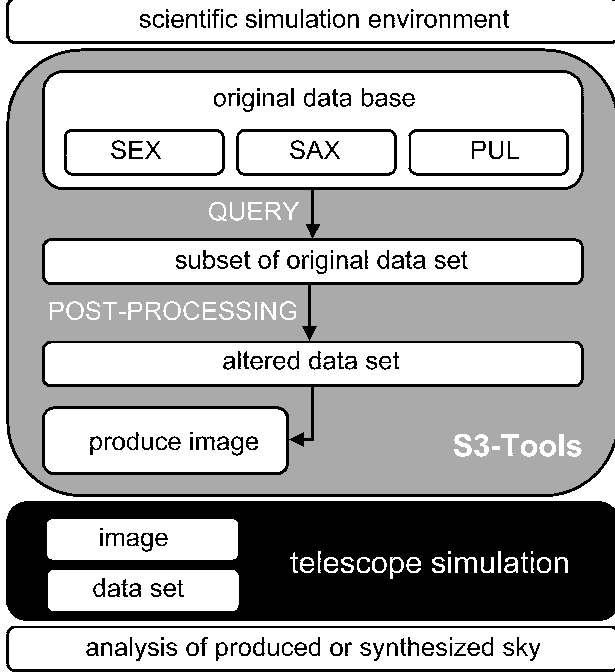 scientific simulation environment
original data base
SEX SAX PUL
QUERY
subset of original data set
POST-PROCESSING
altered data set
produce image
S3-Tools
image
telescope simulation
data set
analysis of produced or synthesized sky